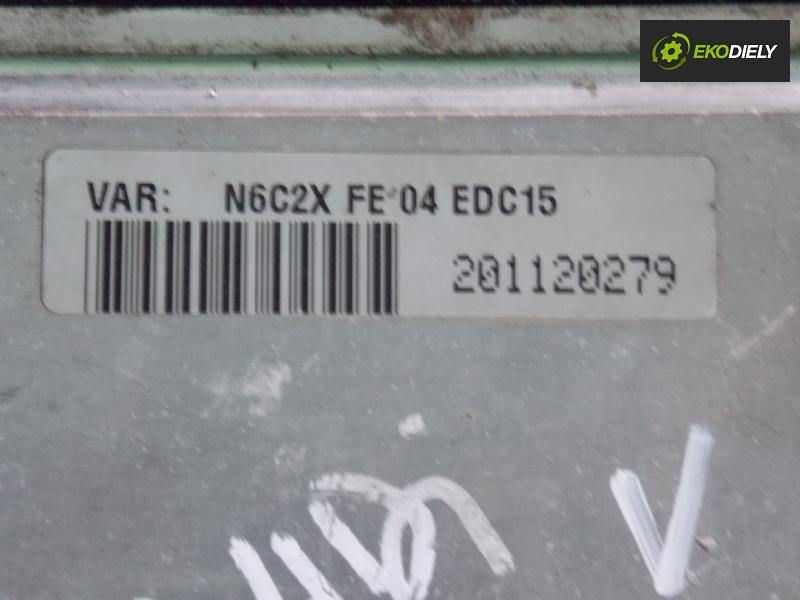 EKODIELY
VAR: N6C2X FE 04 EDC15
201120279
V